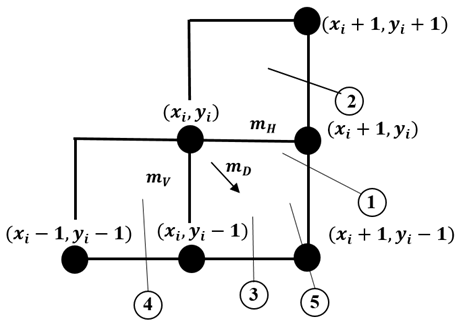 (x_i + 1, y_i + 1)
2
(x_i, y_i)
m_H
(x_i + 1, y_i)
m_V
m_D
1
(x_i − 1, y_i − 1)
(x_i, y_i − 1)
(x_i + 1, y_i − 1)
4
3
5